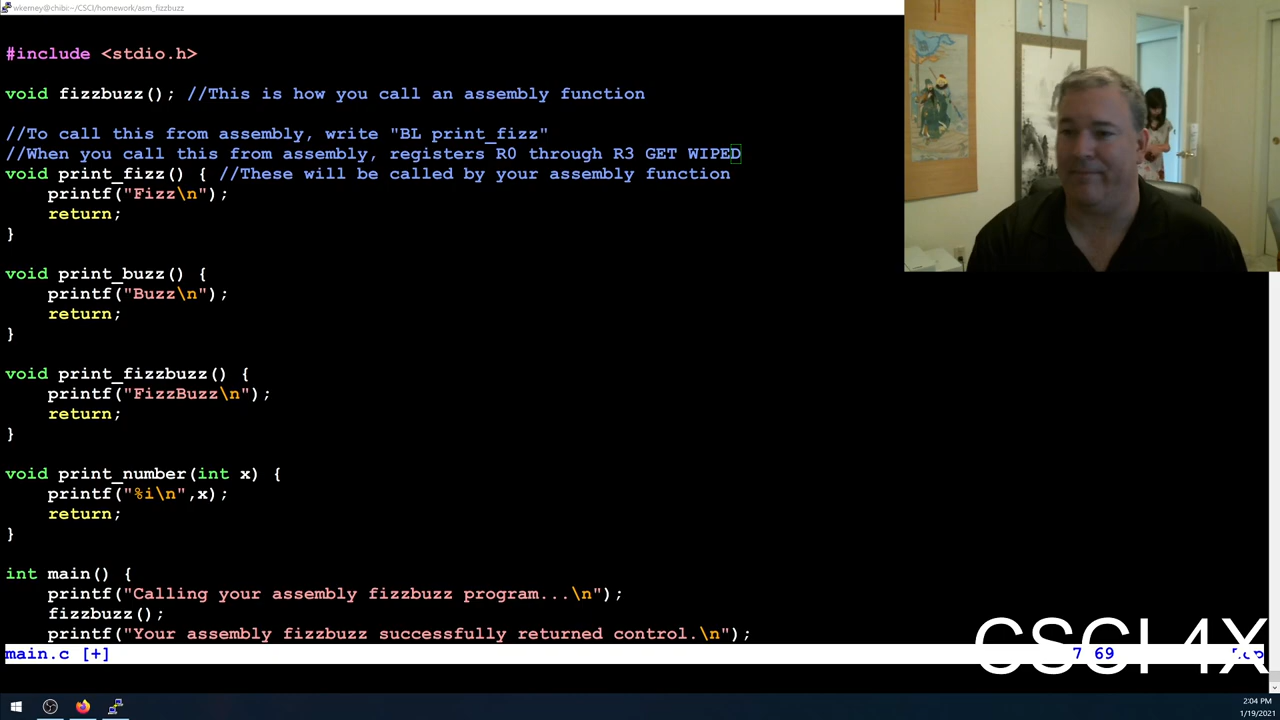 wkerney@chibi:~/CSCI/homework/asm_fizzbuzz
#include <stdio.h>
void fizzbuzz(); //This is how you call an assembly function
//To call this from assembly, write "BL print_fizz"
//When you call this from assembly, registers R0 through R3 GET WIPED
void print_fizz() { //These will be called by your assembly function
    printf("Fizz\n");
    return;
}
void print_buzz() {
    printf("Buzz\n");
    return;
}
void print_fizzbuzz() {
    printf("FizzBuzz\n");
    return;
}
void print_number(int x) {
    printf("%i\n",x);
    return;
}
int main() {
    printf("Calling your assembly fizzbuzz program...\n");
    fizzbuzz();
    printf("Your assembly fizzbuzz successfully returned control.\n");
CSCI 4X
main.c [+] 7 69
2:04 PM
1/19/2021